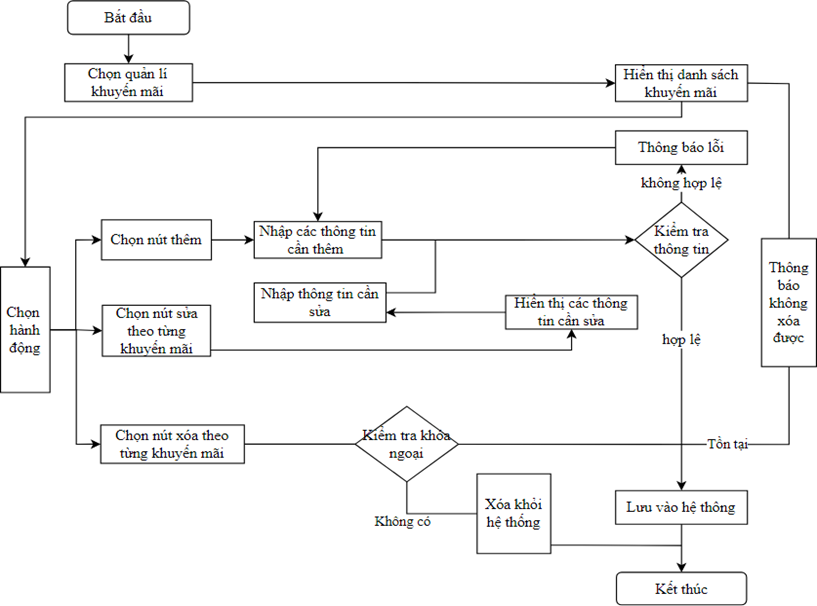 Bắt đầu
Chọn quản lí
khuyến mãi
Hiển thị danh sách
khuyến mãi
Thông báo lỗi
không hợp lệ
Chọn nút thêm
Nhập các thông tin
cần thêm
Kiểm tra
thông tin
Thông
báo
không
xóa
được
Chọn
hành
động
Nhập thông tin cần
sửa
Hiển thị các thông
tin cần sửa
Chọn nút sửa
theo từng
khuyến mãi
hợp lệ
Chọn nút xóa theo
từng khuyến mãi
Kiểm tra khóa
ngoại
Tồn tại
Không có
Xóa khỏi
hệ thống
Lưu vào hệ thông
Kết thúc